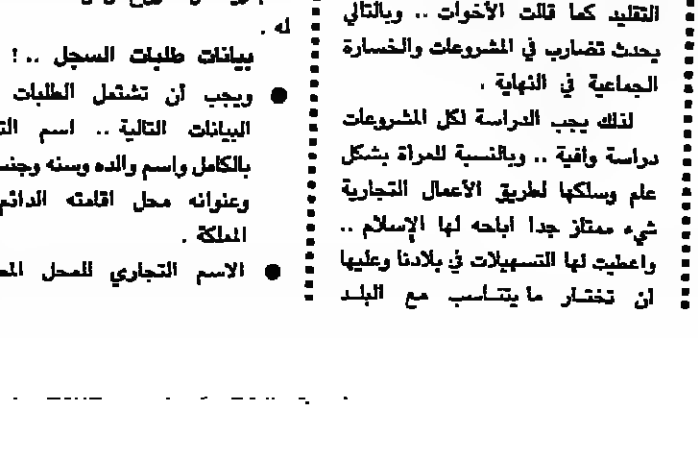 التقليد كما قالت الأخوات .. وبالتالي
يحدث تضارب في المشروعات والخسارة
الجماعية في النهاية .
لذلك يجب الدراسة لكل المشروعات
دراسة وافية .. وبالنسبة للمرأة بشكل
عام وسلكها لطريق الأعمال التجارية
شيء ممتاز جدا اباحه لها الإسلام ..
واعطيت لها التسهيلات في بلادنا وعليها
أن تختار ما يتناسب مع البلد
له .
بيانات طلبات السجل .. !
● ويجب أن تشتمل الطلبات
البيانات التالية .. اسم
بالكامل واسم والده وسنه
وعنوانه محل اقامته الدائم
المملكة .
● الاسم التجاري للمحل